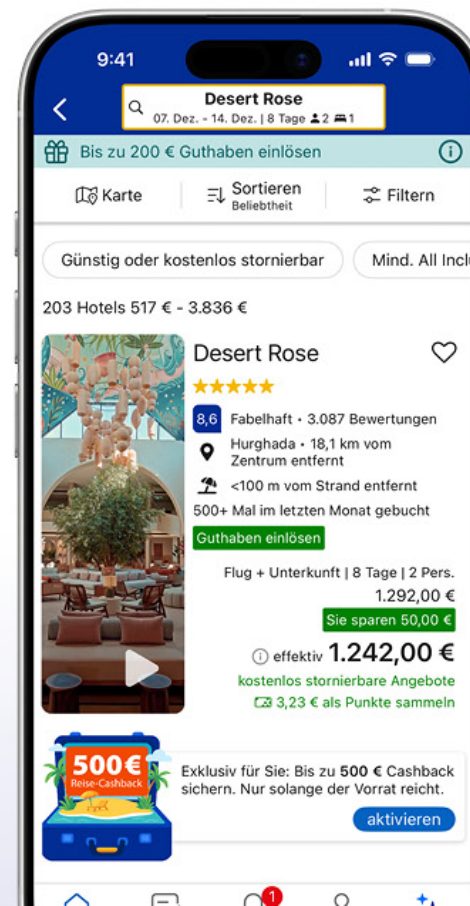 9:41
Desert Rose
07. Dez. - 14. Dez. | 8 Tage 2 1
Bis zu 200 € Guthaben einlösen
Karte
Sortieren
Beliebtheit
Filtern
Günstig oder kostenlos stornierbar
Mind. All Inclu
203 Hotels 517 € - 3.836 €
Desert Rose
8,6 Fabelhaft • 3.087 Bewertungen
Hurghada • 18,1 km vom
Zentrum entfernt
<100 m vom Strand entfernt
500+ Mal im letzten Monat gebucht
Guthaben einlösen
Flug + Unterkunft | 8 Tage | 2 Pers.
1.292,00 €
Sie sparen 50,00 €
effektiv 1.242,00 €
kostenlos stornierbare Angebote
3,23 € als Punkte sammeln
500€
Reise-Cashback
Exklusiv für Sie: Bis zu 500 € Cashback
sichern. Nur solange der Vorrat reicht.
aktivieren
1